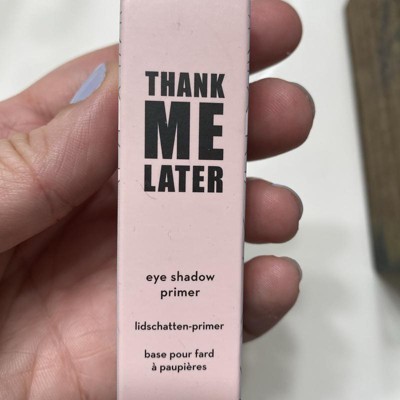 THANK
ME
LATER
eye shadow
primer
lidschatten-primer
base pour fard
à paupières